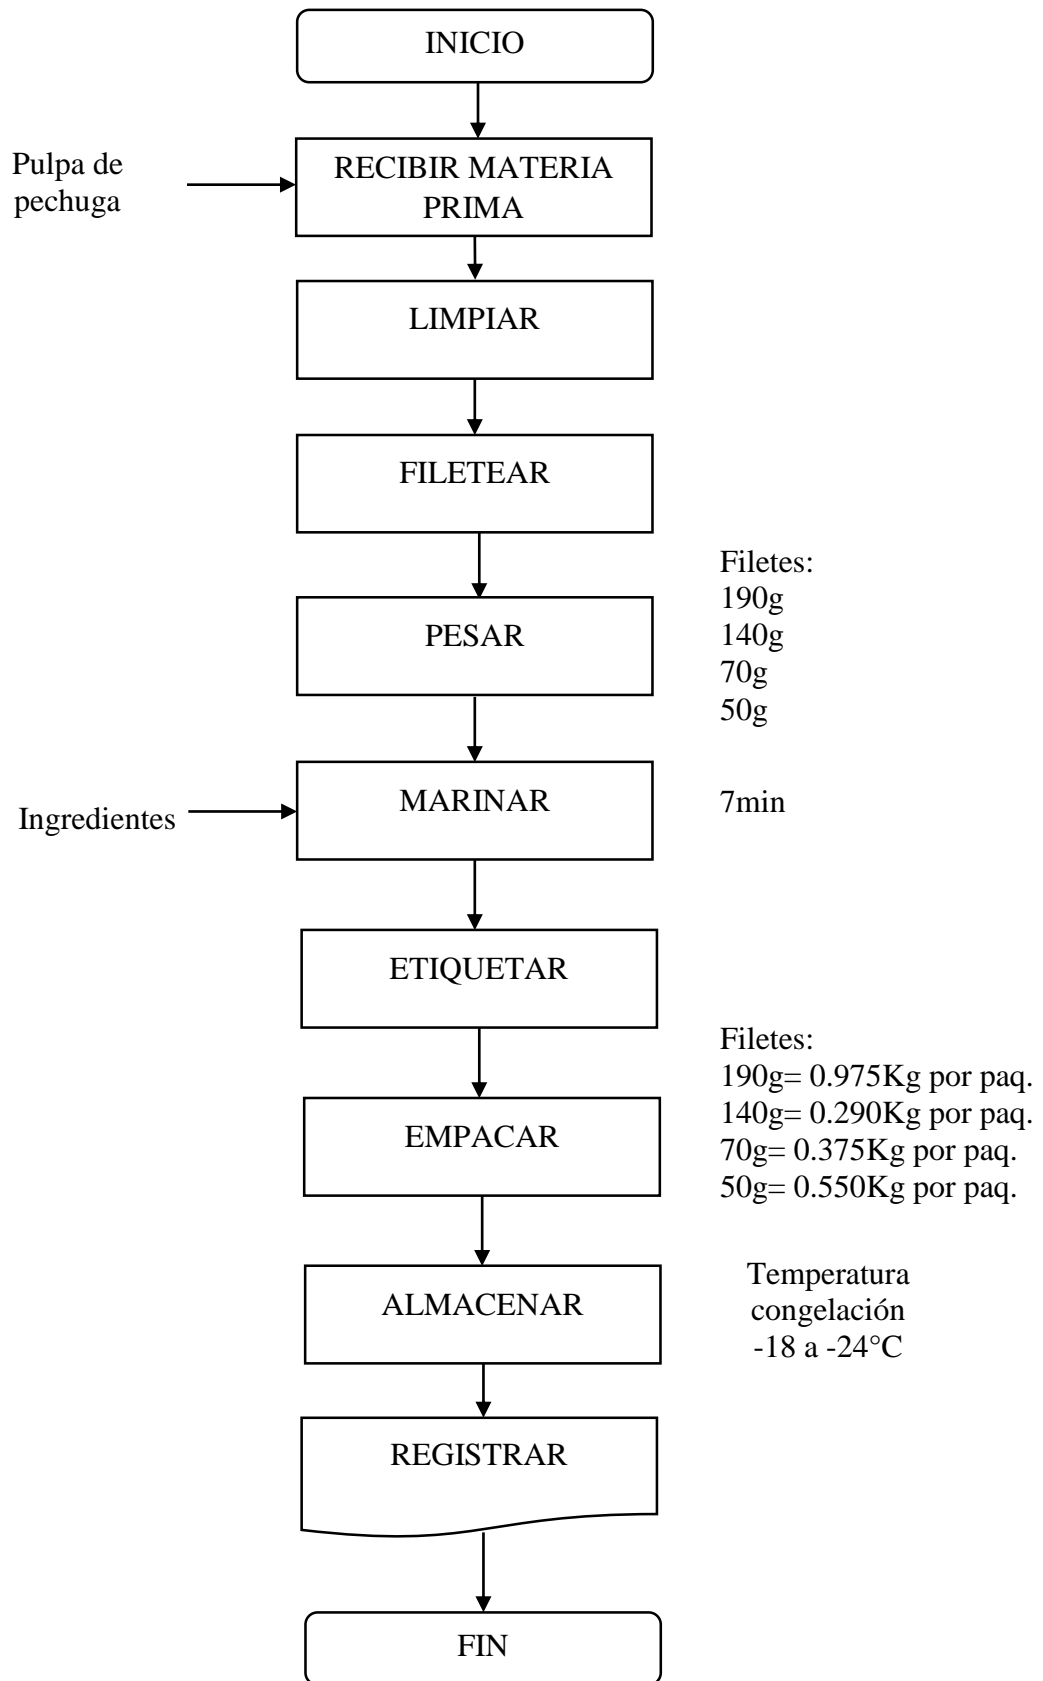 INICIO
Pulpa de
pechuga
RECIBIR MATERIA
PRIMA
LIMPIAR
FILETEAR
Filetes:
190g
140g
70g
50g
PESAR
Ingredientes
MARINAR
7min
ETIQUETAR
Filetes:
190g= 0.975Kg por paq.
140g= 0.290Kg por paq.
70g= 0.375Kg por paq.
50g= 0.550Kg por paq.
EMPACAR
ALMACENAR
Temperatura
congelación
-18 a -24°C
REGISTRAR
FIN